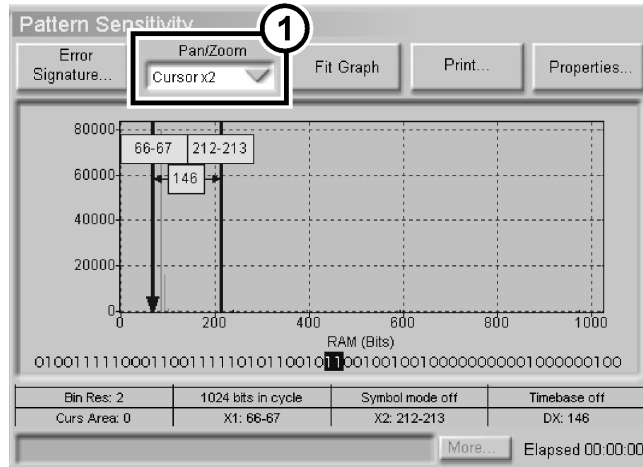 Pattern Sensitivity
1
Error Signature...
Pan/Zoom
Cursor x2
Fit Graph
Print...
Properties...
80000
60000
40000
20000
0
66-67
212-213
146
0
200
400
600
800
1000
RAM (Bits)
0100111110001100111110101100101100100100100000000001000000100
Bin Res: 2
1024 bits in cycle
Symbol mode off
Timebase off
Curs Area: 0
X1: 66-67
X2: 212-213
DX: 146
More...
Elapsed 00:00:00